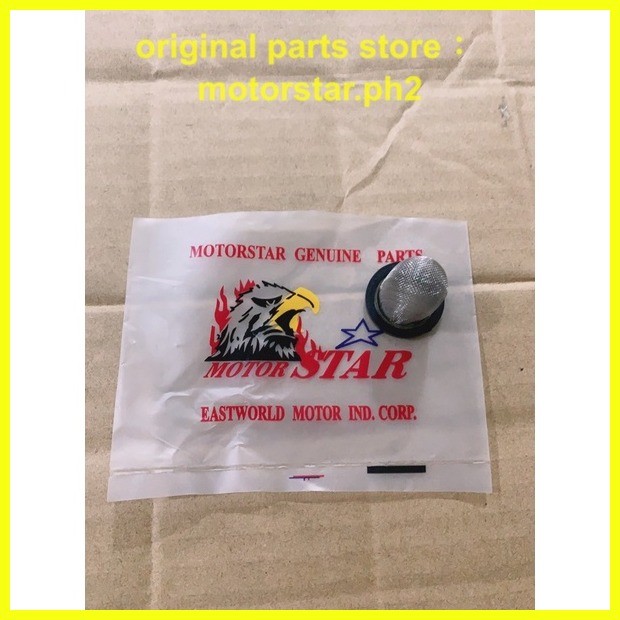 original parts store：
motorstar.ph2
MOTORSTAR GENUINE PARTS
MOTOR STAR
EASTWORLD MOTOR IND. CORP.